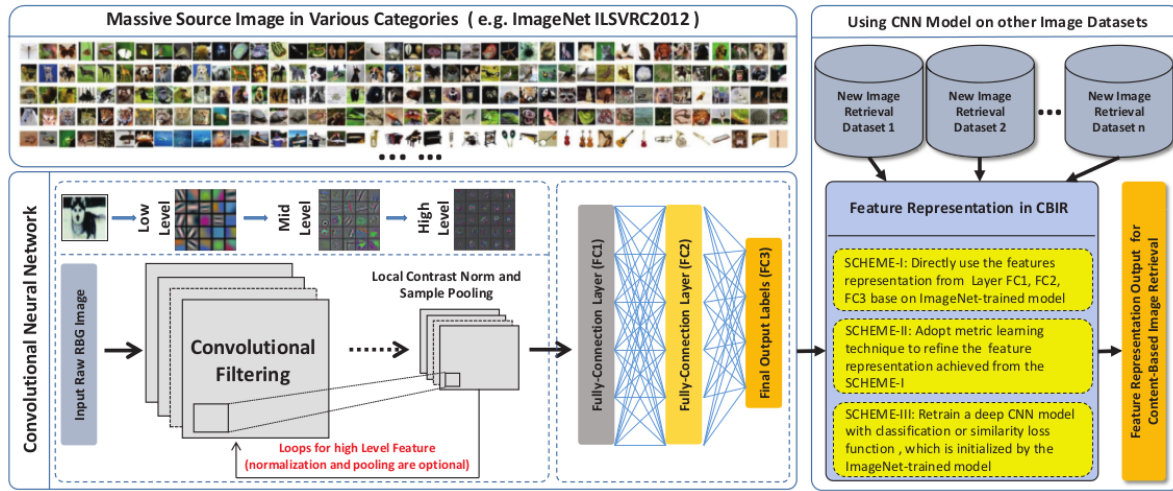 Massive Source Image in Various Categories ( e.g. ImageNet ILSVRC2012 )
... ...
Convolutional Neural Network
Low
Level
Mid
Level
High
Level
Input Raw RBG Image
Convolutional
Filtering
Local Contrast Norm and
Sample Pooling
Loops for high Level Feature
(normalization and pooling are optional)
Fully-Connection Layer (FC1)
Fully-Connection Layer (FC2)
Final Output Labels (FC3)
Using CNN Model on other Image Datasets
New Image
Retrieval
Dataset 1
New Image
Retrieval
Dataset 2
...
New Image
Retrieval
Dataset n
Feature Representation in CBIR
SCHEME-I: Directly use the features
representation from Layer FC1, FC2,
FC3 base on ImageNet-trained model
SCHEME-II: Adopt metric learning
technique to refine the feature
representation achieved from the
SCHEME-I
SCHEME-III: Retrain a deep CNN model
with classification or similarity loss
function , which is initialized by the
ImageNet-trained model
Feature Representation Output for
Content-Based Image Retrieval